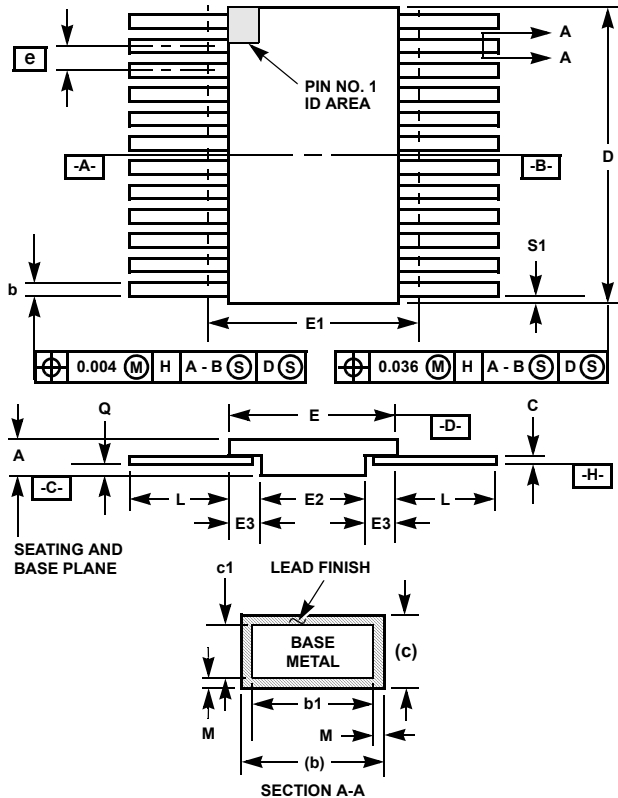 e
A
A
PIN NO. 1
ID AREA
-A-
-B-
D
S1
b
E1
⌖ 0.004 Ⓜ H A - B Ⓢ D Ⓢ
⌖ 0.036 Ⓜ H A - B Ⓢ D Ⓢ
Q
E
-D-
C
A
-C-
-H-
L
E2
L
E3
E3
SEATING AND
BASE PLANE
c1
LEAD FINISH
BASE
METAL
(c)
b1
M
M
(b)
SECTION A-A